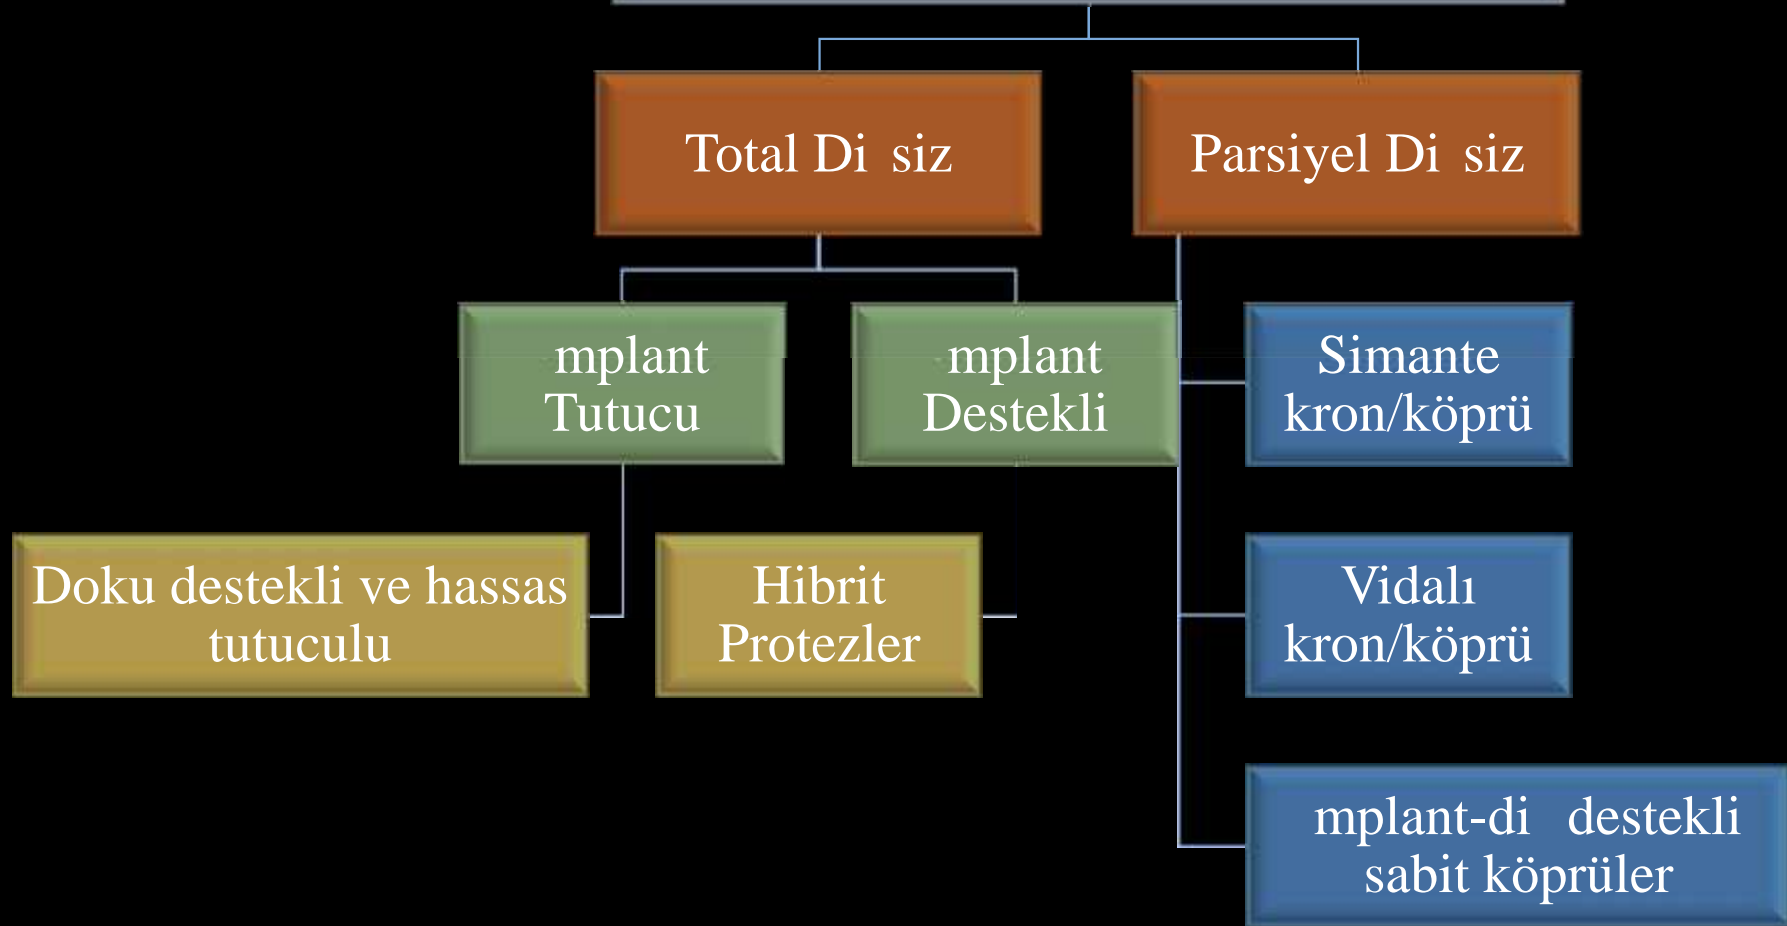 Total Di siz
Parsiyel Di siz
mplant
Tutucu
mplant
Destekli
Simante
kron/köprü
Doku destekli ve hassas
tutuculu
Hibrit
Protezler
Vidalı
kron/köprü
mplant-di destekli
sabit köprüler